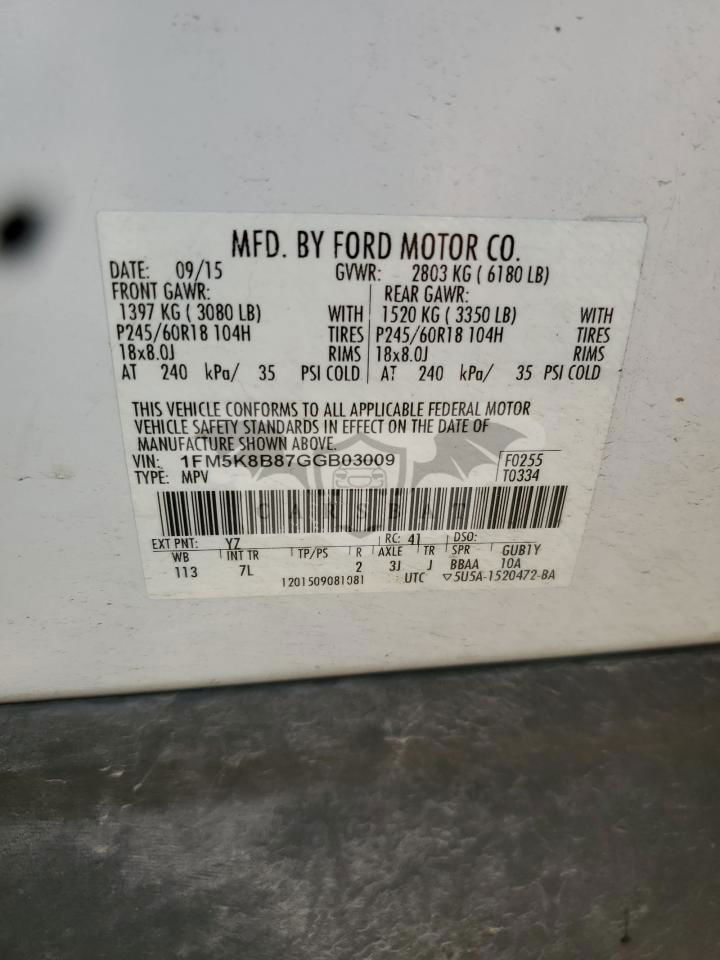 MFD. BY FORD MOTOR CO.
DATE: 09/15 GVWR: 2803 KG ( 6180 LB)
FRONT GAWR: REAR GAWR:
1397 KG ( 3080 LB) WITH 1520 KG ( 3350 LB) WITH
P245/60R18 104H TIRES P245/60R18 104H TIRES
18x8.0J RIMS 18x8.0J RIMS
AT 240 kPa/ 35 PSI COLD AT 240 kPa/ 35 PSI COLD
THIS VEHICLE CONFORMS TO ALL APPLICABLE FEDERAL MOTOR
VEHICLE SAFETY STANDARDS IN EFFECT ON THE DATE OF
MANUFACTURE SHOWN ABOVE.
VIN: 1FM5K8B87GGB03009 F0255
TYPE: MPV T0334
CARSBAT
EXT PNT: YZ RC: 41 DSO:
WB INT TR TP/PS R AXLE TR SPR GUB1Y
113 7L 2 3J J BBAA 10A
1201509081081 UTC ▽5U5A-1520472-BA